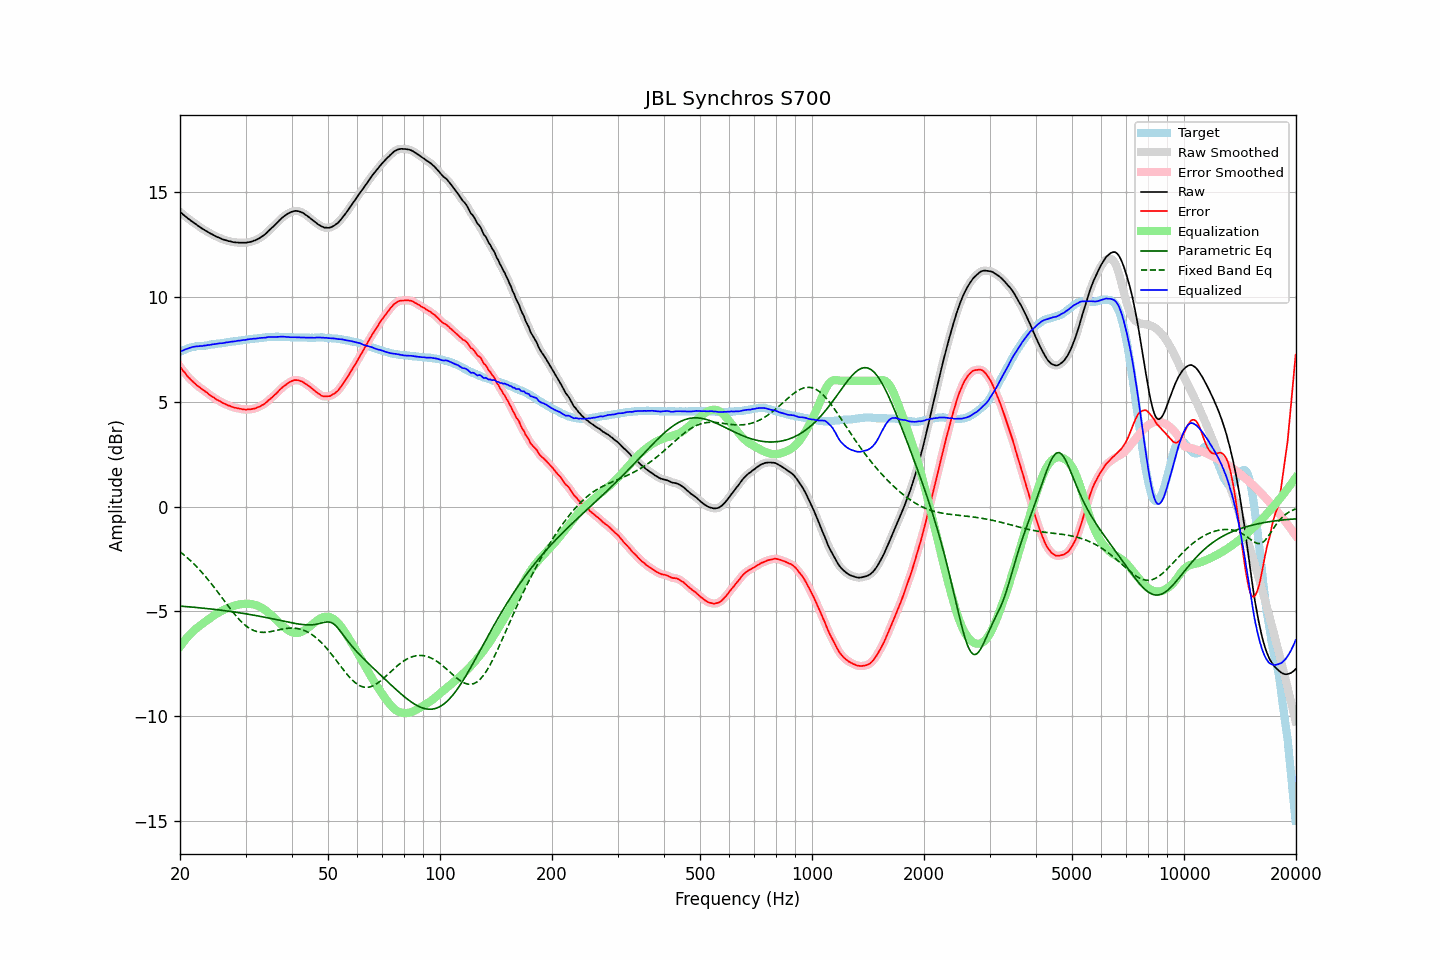 JBL Synchros S700
Target
Raw Smoothed
Error Smoothed
Raw
Error
Equalization
Parametric Eq
Fixed Band Eq
Equalized
Amplitude (dBr)
15
10
5
0
−5
−10
−15
20 50 100 200 500 1000 2000 5000 10000 20000
Frequency (Hz)